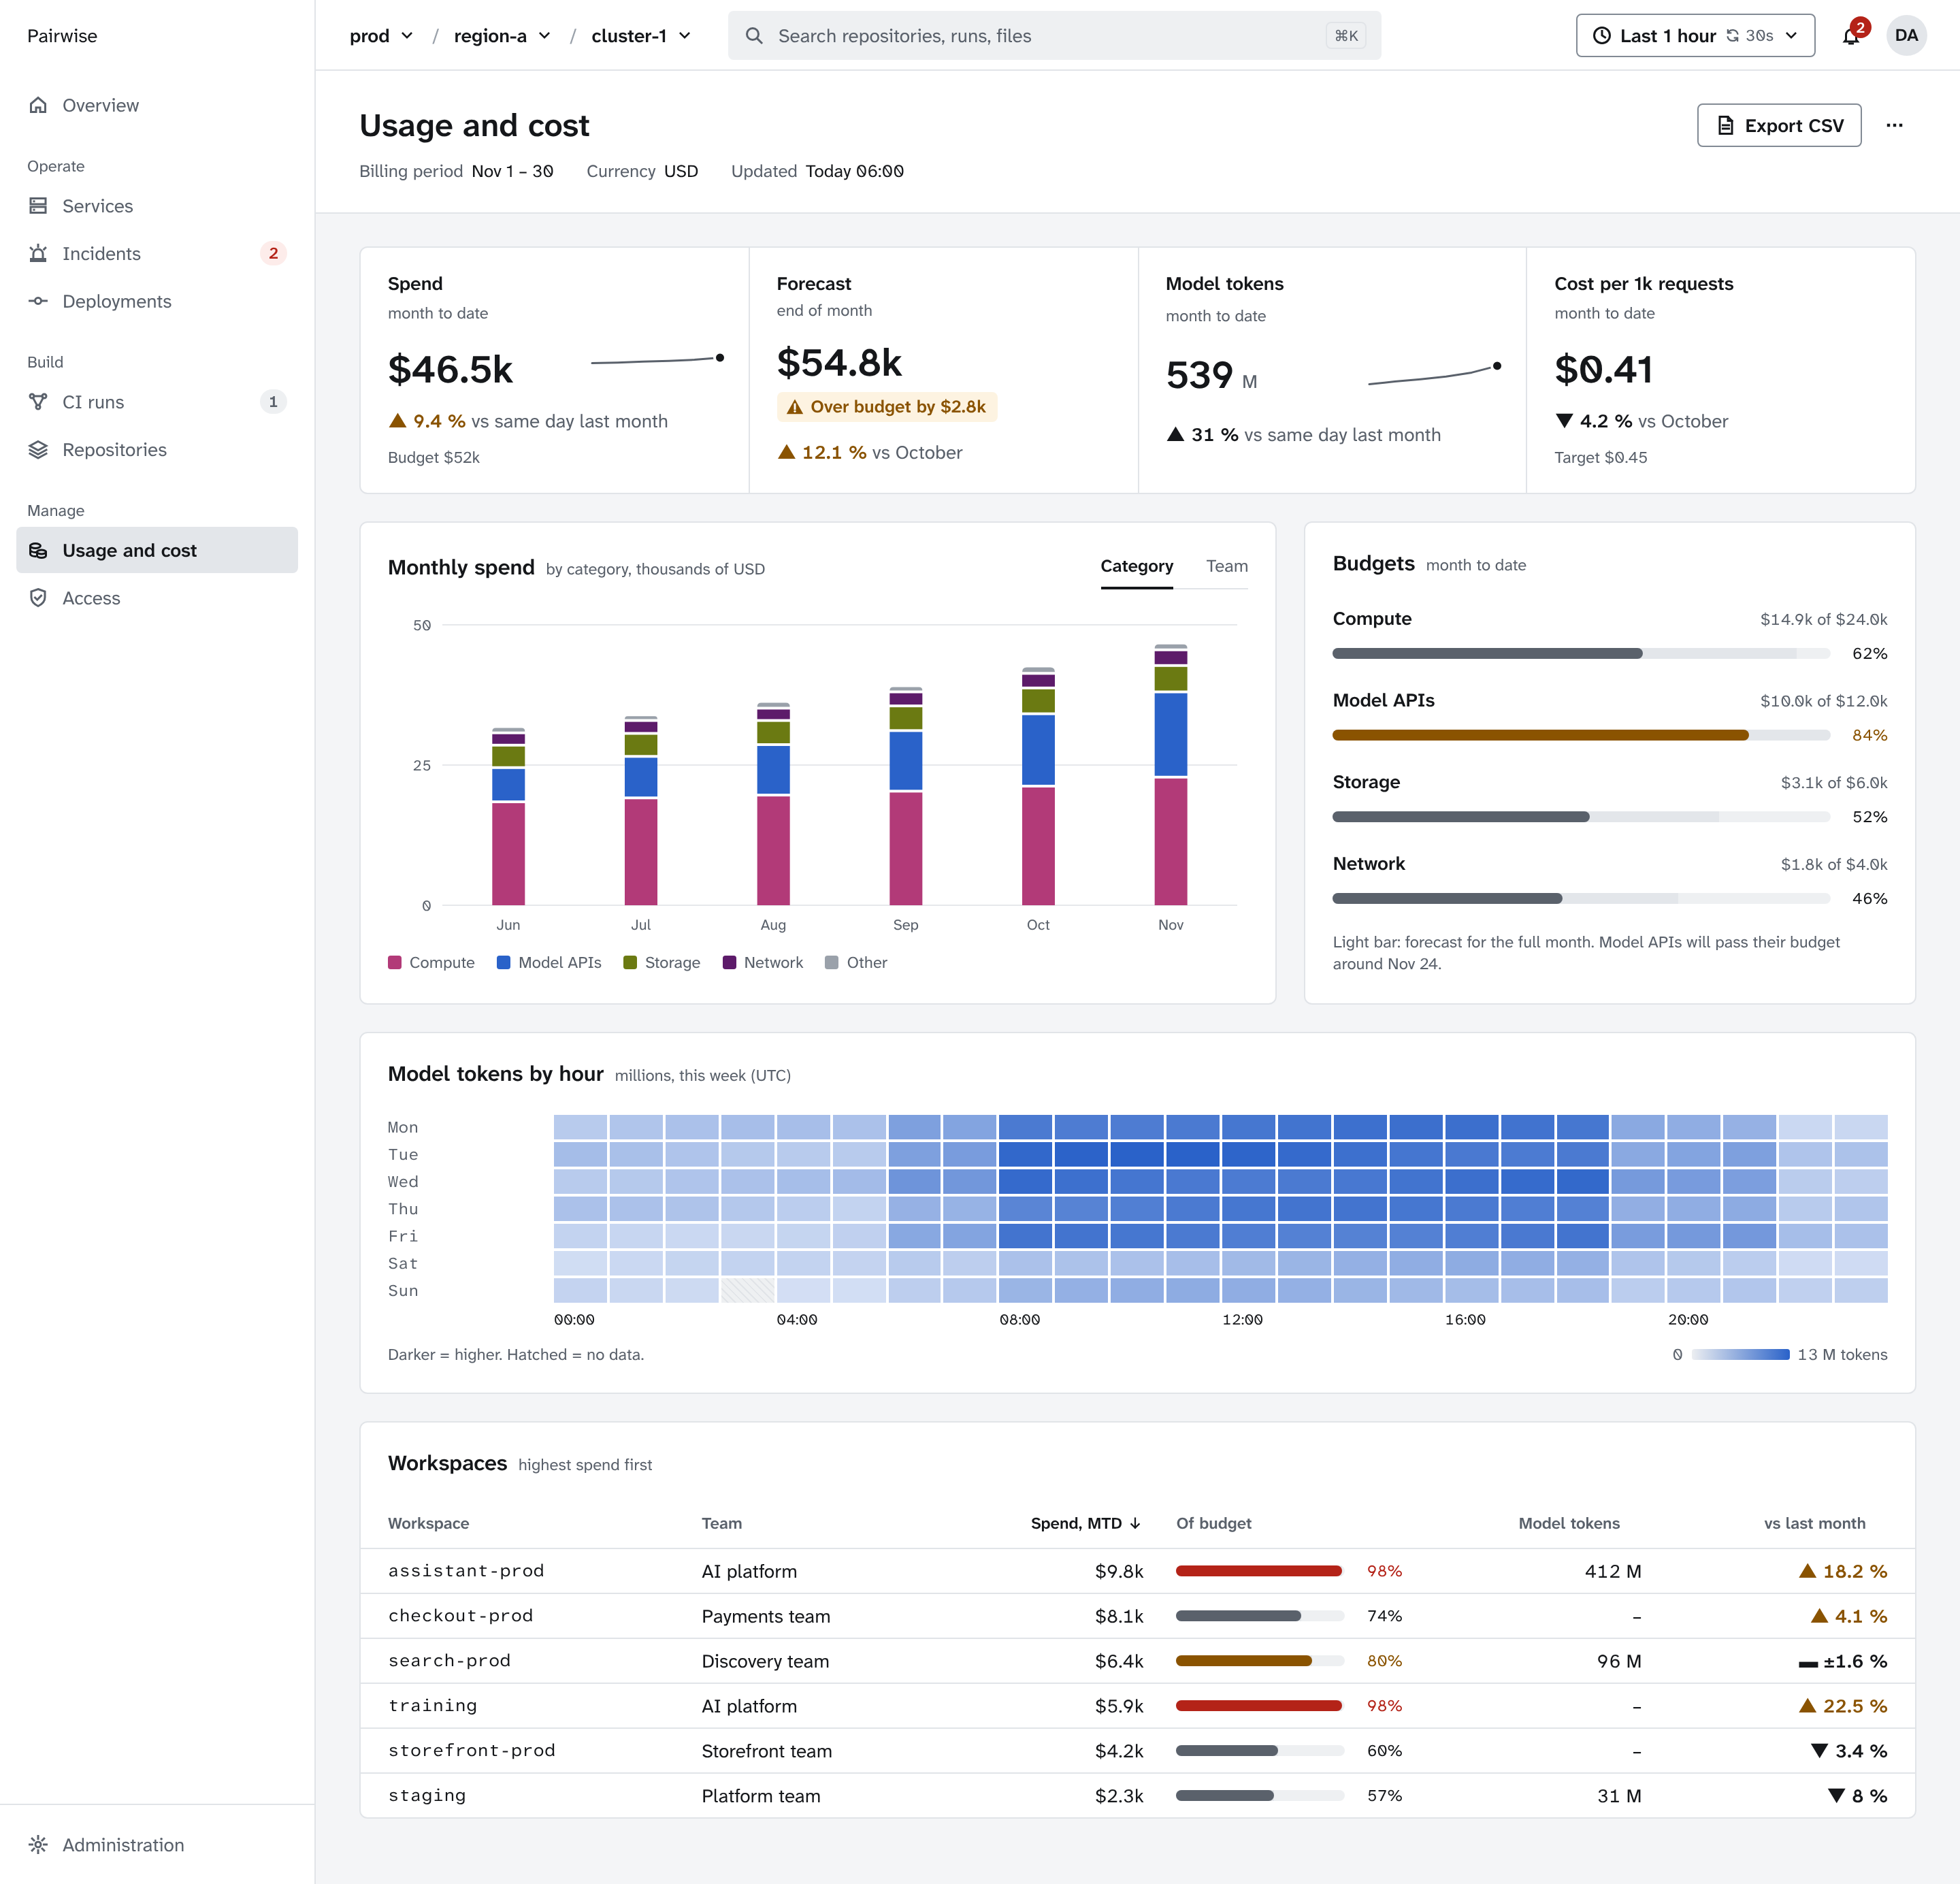 Pairwise
Overview
Operate
Services
Incidents 2
Deployments
Build
CI runs 1
Repositories
Manage
Usage and cost
Access
Administration
prod / region-a / cluster-1
Search repositories, runs, files ⌘K
Last 1 hour 30s
2
DA
Usage and cost
Export CSV
Billing period Nov 1 – 30 Currency USD Updated Today 06:00
Spend
month to date
$46.5k
▲ 9.4 % vs same day last month
Budget $52k
Forecast
end of month
$54.8k
Over budget by $2.8k
▲ 12.1 % vs October
Model tokens
month to date
539 M
▲ 31 % vs same day last month
Cost per 1k requests
month to date
$0.41
▼ 4.2 % vs October
Target $0.45
Monthly spend by category, thousands of USD
Category Team
50
25
0
Jun Jul Aug Sep Oct Nov
Compute Model APIs Storage Network Other
Budgets month to date
Compute $14.9k of $24.0k
62%
Model APIs $10.0k of $12.0k
84%
Storage $3.1k of $6.0k
52%
Network $1.8k of $4.0k
46%
Light bar: forecast for the full month. Model APIs will pass their budget
around Nov 24.
Model tokens by hour millions, this week (UTC)
Mon
Tue
Wed
Thu
Fri
Sat
Sun
00:00 04:00 08:00 12:00 16:00 20:00
Darker = higher. Hatched = no data.
0 13 M tokens
Workspaces highest spend first
Workspace Team Spend, MTD ↓ Of budget Model tokens vs last month
assistant-prod AI platform $9.8k 98% 412 M ▲ 18.2 %
checkout-prod Payments team $8.1k 74% – ▲ 4.1 %
search-prod Discovery team $6.4k 80% 96 M ▬ ±1.6 %
training AI platform $5.9k 98% – ▲ 22.5 %
storefront-prod Storefront team $4.2k 60% – ▼ 3.4 %
staging Platform team $2.3k 57% 31 M ▼ 8 %